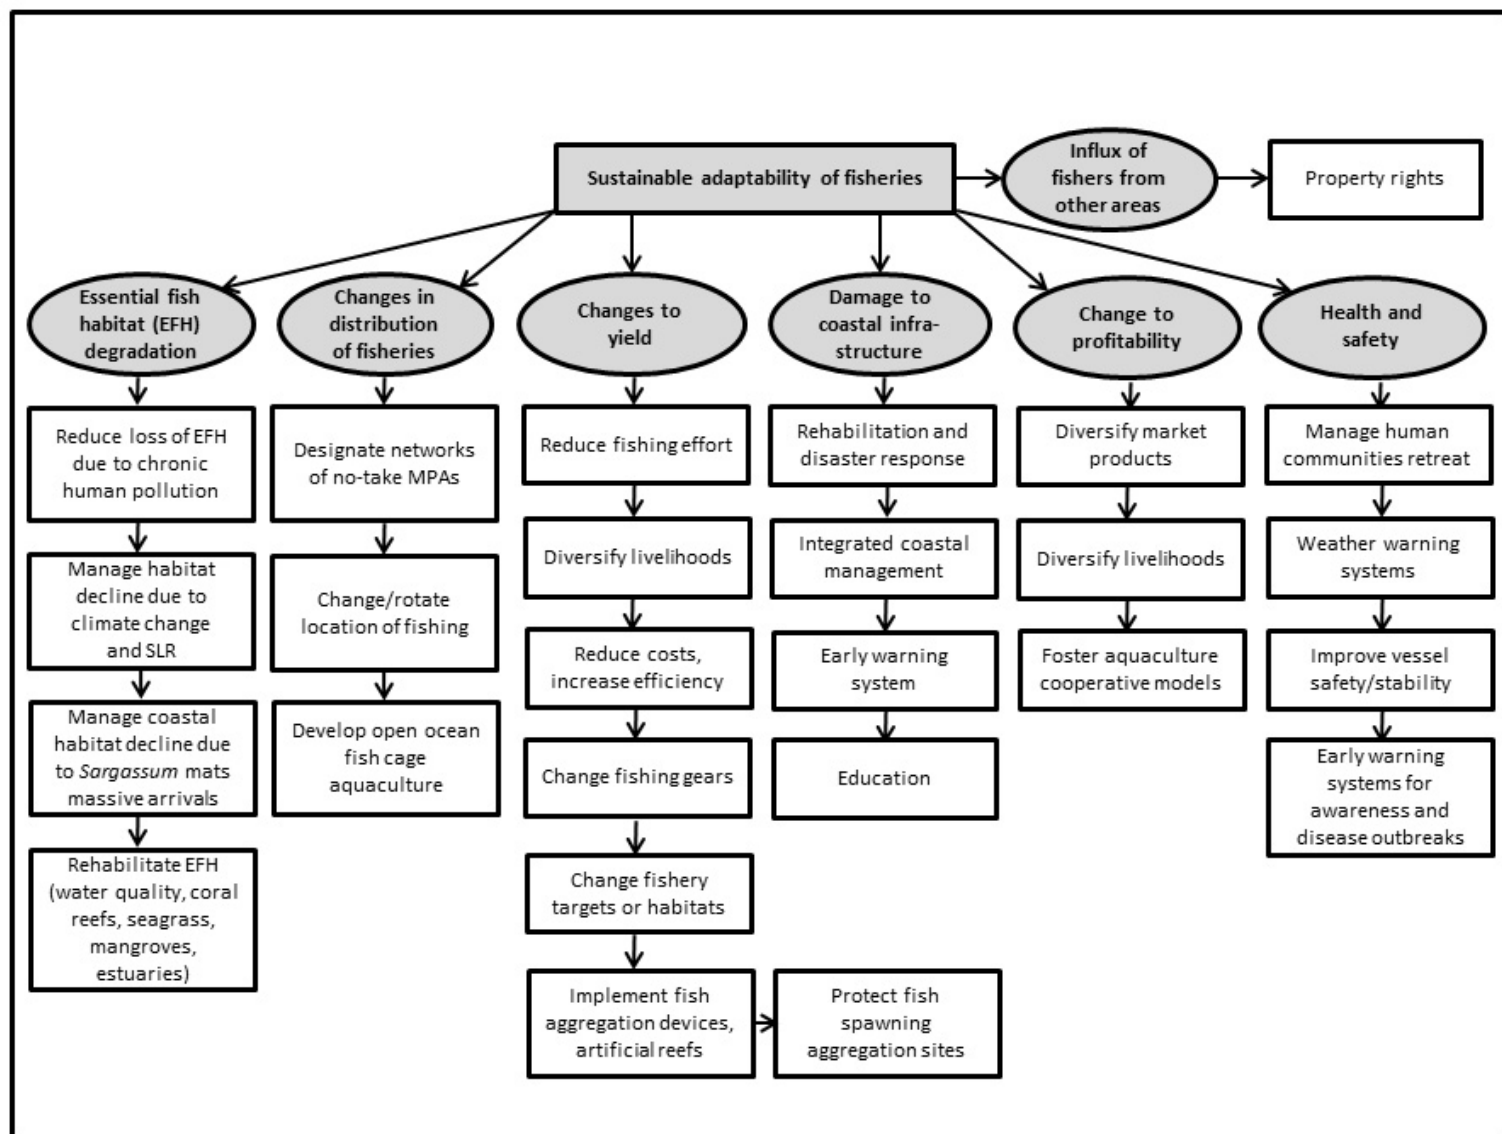 Sustainable adaptability of fisheries
Influx of
fishers from
other areas
Property rights
Essential fish
habitat (EFH)
degradation
Changes in
distribution
of fisheries
Changes to
yield
Damage to
coastal infra-
structure
Change to
profitability
Health and
safety
Reduce loss of EFH
due to chronic
human pollution
Manage habitat
decline due to
climate change
and SLR
Manage coastal
habitat decline due
to Sargassum mats
massive arrivals
Rehabilitate EFH
(water quality, coral
reefs, seagrass,
mangroves,
estuaries)
Designate networks
of no-take MPAs
Change/rotate
location of fishing
Develop open ocean
fish cage
aquaculture
Reduce fishing effort
Diversify livelihoods
Reduce costs,
increase efficiency
Change fishing gears
Change fishery
targets or habitats
Implement fish
aggregation devices,
artificial reefs
Protect fish
spawning
aggregation sites
Rehabilitation and
disaster response
Integrated coastal
management
Early warning
system
Education
Diversify market
products
Diversify livelihoods
Foster aquaculture
cooperative models
Manage human
communities retreat
Weather warning
systems
Improve vessel
safety/stability
Early warning
systems for
awareness and
disease outbreaks